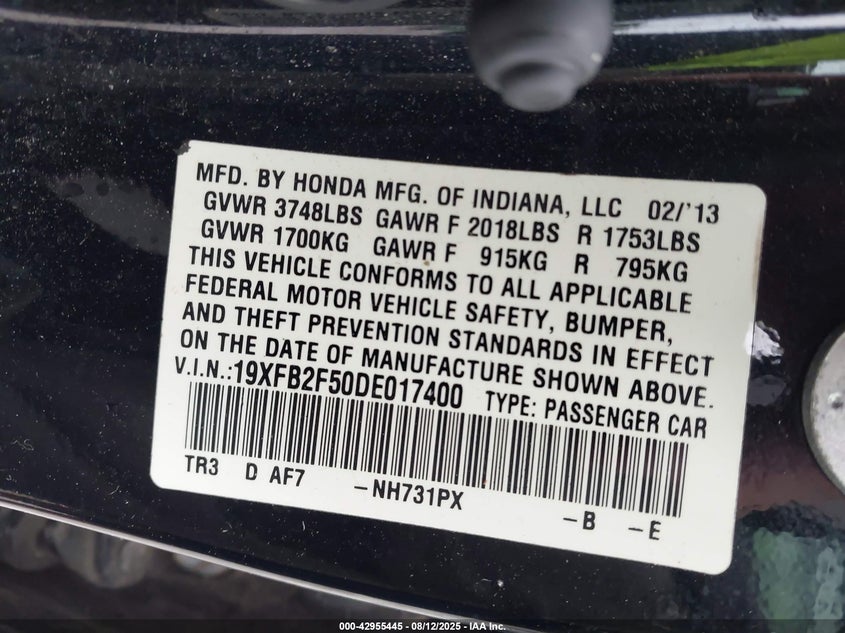 MFD. BY HONDA MFG. OF INDIANA, LLC 02/'13
GVWR 3748LBS GAWR F 2018LBS R 1753LBS
GVWR 1700KG GAWR F 915KG R 795KG
THIS VEHICLE CONFORMS TO ALL APPLICABLE
FEDERAL MOTOR VEHICLE SAFETY, BUMPER,
AND THEFT PREVENTION STANDARDS IN EFFECT
ON THE DATE OF MANUFACTURE SHOWN ABOVE.
V.I.N.:19XFB2F50DE017400 TYPE: PASSENGER CAR
TR3 D AF7 -NH731PX -B -E
000-42955445 - 08/12/2025 - IAA Inc.